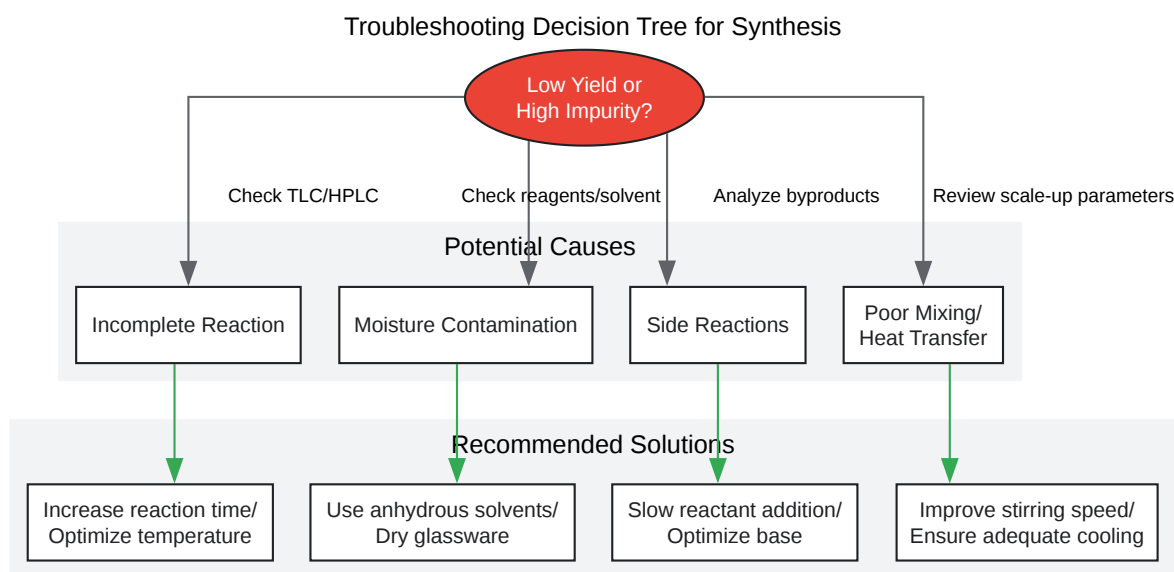 Troubleshooting Decision Tree for Synthesis
Low Yield or
High Impurity?
Check TLC/HPLC
Check reagents/solvent
Analyze byproducts
Review scale-up parameters
Potential Causes
Incomplete Reaction
Moisture Contamination
Side Reactions
Poor Mixing/
Heat Transfer
Recommended Solutions
Increase reaction time/
Optimize temperature
Use anhydrous solvents/
Dry glassware
Slow reactant addition/
Optimize base
Improve stirring speed/
Ensure adequate cooling